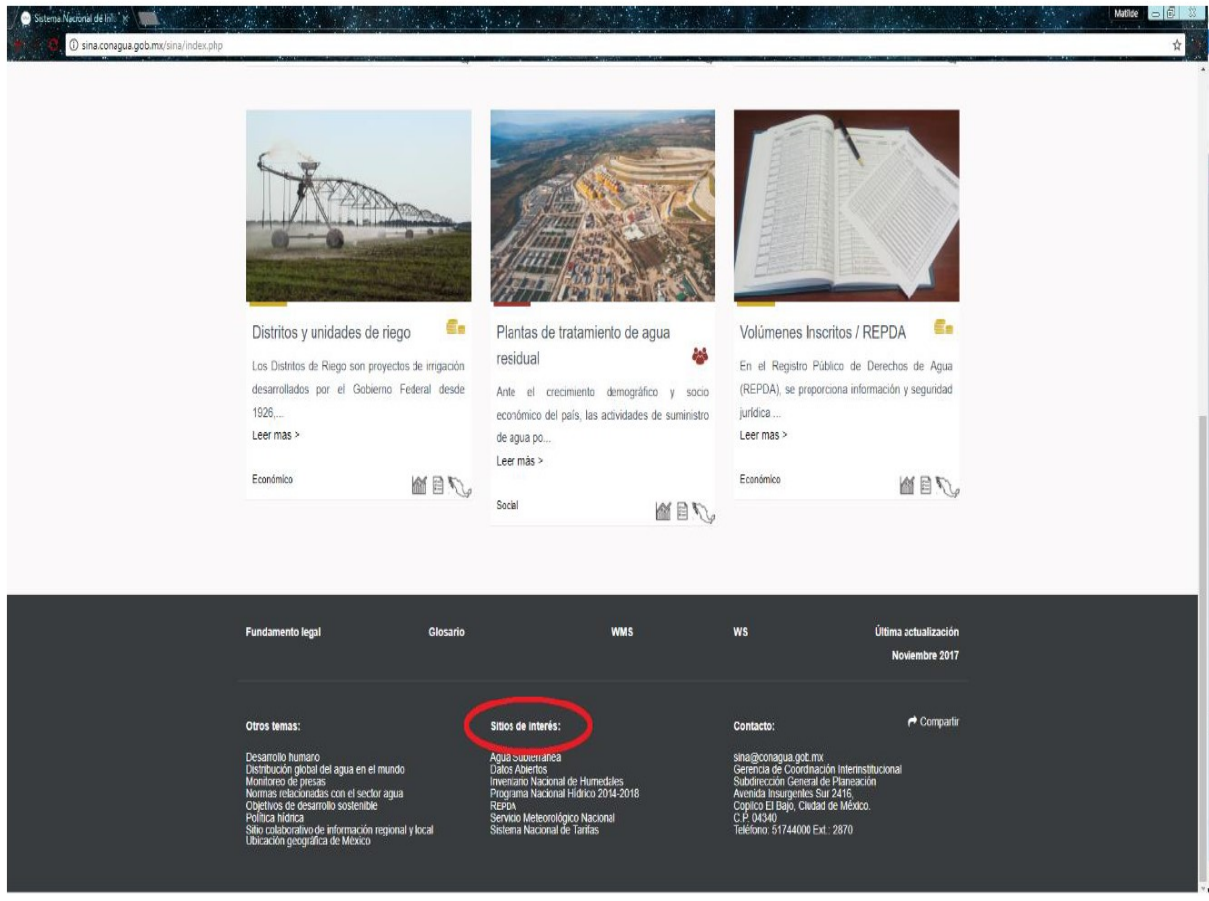 Sistema Nacional de Inf
Matilde
sina.conagua.gob.mx/sina/index.php
Distritos y unidades de riego
Los Distritos de Riego son proyectos de irrigación
desarrollados por el Gobierno Federal desde
1926,...
Leer más >
Económico
Plantas de tratamiento de agua
residual
Ante el crecimiento demográfico y socio
económico del país, las actividades de suministro
de agua po...
Leer más >
Social
Volúmenes Inscritos / REPDA
En el Registro Público de Derechos de Agua
(REPDA), se proporciona información y seguridad
jurídica ...
Leer más >
Económico
Fundamento legal
Glosario
WMS
WS
Última actualización
Noviembre 2017
Otros temas:
Desarrollo humano
Distribución global del agua en el mundo
Monitoreo de presas
Normas relacionadas con el sector agua
Objetivos de desarrollo sostenible
Política hídrica
Sitio colaborativo de información regional y local
Ubicación geográfica de México
Sitios de interés:
Agua Subterránea
Datos Abiertos
Inventario Nacional de Humedales
Programa Nacional Hídrico 2014-2018
REPDA
Servicio Meteorológico Nacional
Sistema Nacional de Tarifas
Contacto:
Compartir
sina@conagua.gob.mx
Gerencia de Coordinación Interinstitucional
Subdirección General de Planeación
Avenida Insurgentes Sur 2416,
Copilco El Bajo, Ciudad de México.
C.P. 04340
Teléfono: 51744000 Ext.: 2870